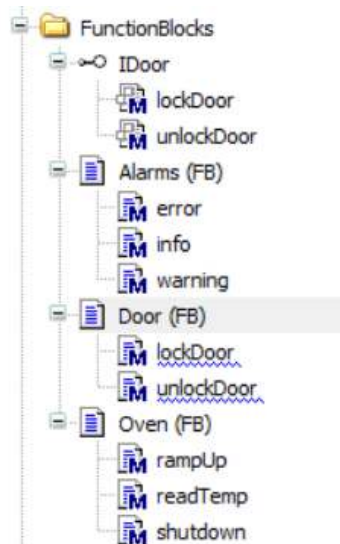 FunctionBlocks
IDoor
lockDoor
unlockDoor
Alarms (FB)
error
info
warning
Door (FB)
lockDoor
unlockDoor
Oven (FB)
rampUp
readTemp
shutdown